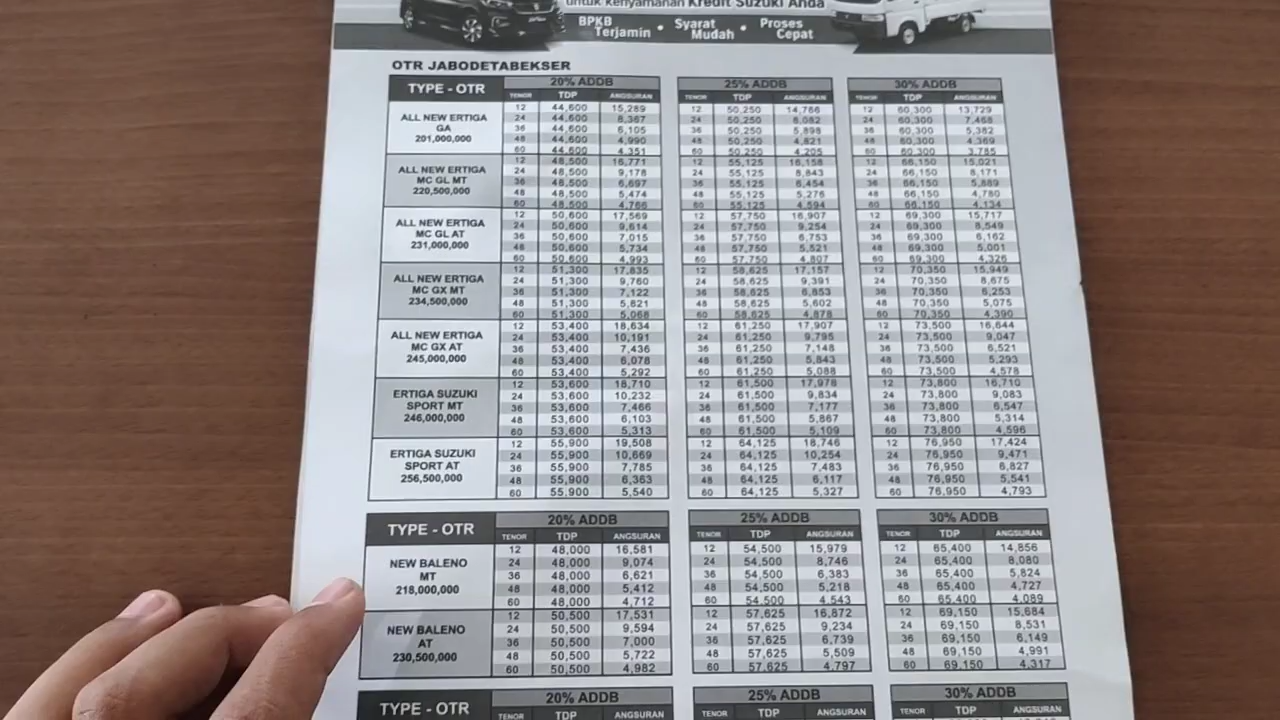 untuk kenyamanan Kredit Suzuki Anda
BPKB Terjamin • Syarat Mudah • Proses Cepat
OTR JABODETABEKSER
TYPE - OTR 20% ADDB 25% ADDB 30% ADDB
TENOR TDP ANGSURAN TENOR TDP ANGSURAN TENOR TDP ANGSURAN
ALL NEW ERTIGA
GA
201,000,000
12 44,600 15,289 12 50,250 14,766 12 60,300 13,729
24 44,600 8,367 24 50,250 8,082 24 60,300 7,468
36 44,600 6,105 36 50,250 5,898 36 60,300 5,382
48 44,600 4,990 48 50,250 4,821 48 60,300 4,369
60 44,600 4,351 60 50,250 4,205 60 60,300 3,785
ALL NEW ERTIGA
MC GL MT
220,500,000
12 48,500 16,771 12 55,125 16,158 12 66,150 15,021
24 48,500 9,178 24 55,125 8,843 24 66,150 8,171
36 48,500 6,697 36 55,125 6,454 36 66,150 5,889
48 48,500 5,474 48 55,125 5,276 48 66,150 4,780
60 48,500 4,766 60 55,125 4,594 60 66,150 4,134
ALL NEW ERTIGA
MC GL AT
231,000,000
12 50,600 17,569 12 57,750 16,907 12 69,300 15,717
24 50,600 9,614 24 57,750 9,254 24 69,300 8,549
36 50,600 7,015 36 57,750 6,753 36 69,300 6,162
48 50,600 5,734 48 57,750 5,521 48 69,300 5,001
60 50,600 4,993 60 57,750 4,807 60 69,300 4,326
ALL NEW ERTIGA
MC GX MT
234,500,000
12 51,300 17,835 12 58,625 17,157 12 70,350 15,949
24 51,300 9,760 24 58,625 9,391 24 70,350 8,675
36 51,300 7,122 36 58,625 6,853 36 70,350 6,253
48 51,300 5,821 48 58,625 5,602 48 70,350 5,075
60 51,300 5,068 60 58,625 4,878 60 70,350 4,390
ALL NEW ERTIGA
MC GX AT
245,000,000
12 53,400 18,634 12 61,250 17,907 12 73,500 16,644
24 53,400 10,191 24 61,250 9,795 24 73,500 9,047
36 53,400 7,436 36 61,250 7,148 36 73,500 6,521
48 53,400 6,078 48 61,250 5,843 48 73,500 5,293
60 53,400 5,292 60 61,250 5,088 60 73,500 4,578
ERTIGA SUZUKI
SPORT MT
246,000,000
12 53,600 18,710 12 61,500 17,978 12 73,800 16,710
24 53,600 10,232 24 61,500 9,834 24 73,800 9,083
36 53,600 7,466 36 61,500 7,177 36 73,800 6,547
48 53,600 6,103 48 61,500 5,867 48 73,800 5,314
60 53,600 5,313 60 61,500 5,109 60 73,800 4,596
ERTIGA SUZUKI
SPORT AT
256,500,000
12 55,900 19,508 12 64,125 18,746 12 76,950 17,424
24 55,900 10,669 24 64,125 10,254 24 76,950 9,471
36 55,900 7,785 36 64,125 7,483 36 76,950 6,827
48 55,900 6,363 48 64,125 6,117 48 76,950 5,541
60 55,900 5,540 60 64,125 5,327 60 76,950 4,793
TYPE - OTR 20% ADDB 25% ADDB 30% ADDB
TENOR TDP ANGSURAN TENOR TDP ANGSURAN TENOR TDP ANGSURAN
NEW BALENO
MT
218,000,000
12 48,000 16,581 12 54,500 15,979 12 65,400 14,856
24 48,000 9,074 24 54,500 8,746 24 65,400 8,080
36 48,000 6,621 36 54,500 6,383 36 65,400 5,824
48 48,000 5,412 48 54,500 5,218 48 65,400 4,727
60 48,000 4,712 60 54,500 4,543 60 65,400 4,089
NEW BALENO
AT
230,500,000
12 50,500 17,531 12 57,625 16,872 12 69,150 15,684
24 50,500 9,594 24 57,625 9,234 24 69,150 8,531
36 50,500 7,000 36 57,625 6,739 36 69,150 6,149
48 50,500 5,722 48 57,625 5,509 48 69,150 4,991
60 50,500 4,982 60 57,625 4,797 60 69,150 4,317
TYPE - OTR 20% ADDB 25% ADDB 30% ADDB
TENOR TDP ANGSURAN TENOR TDP ANGSURAN TENOR TDP ANGSURAN